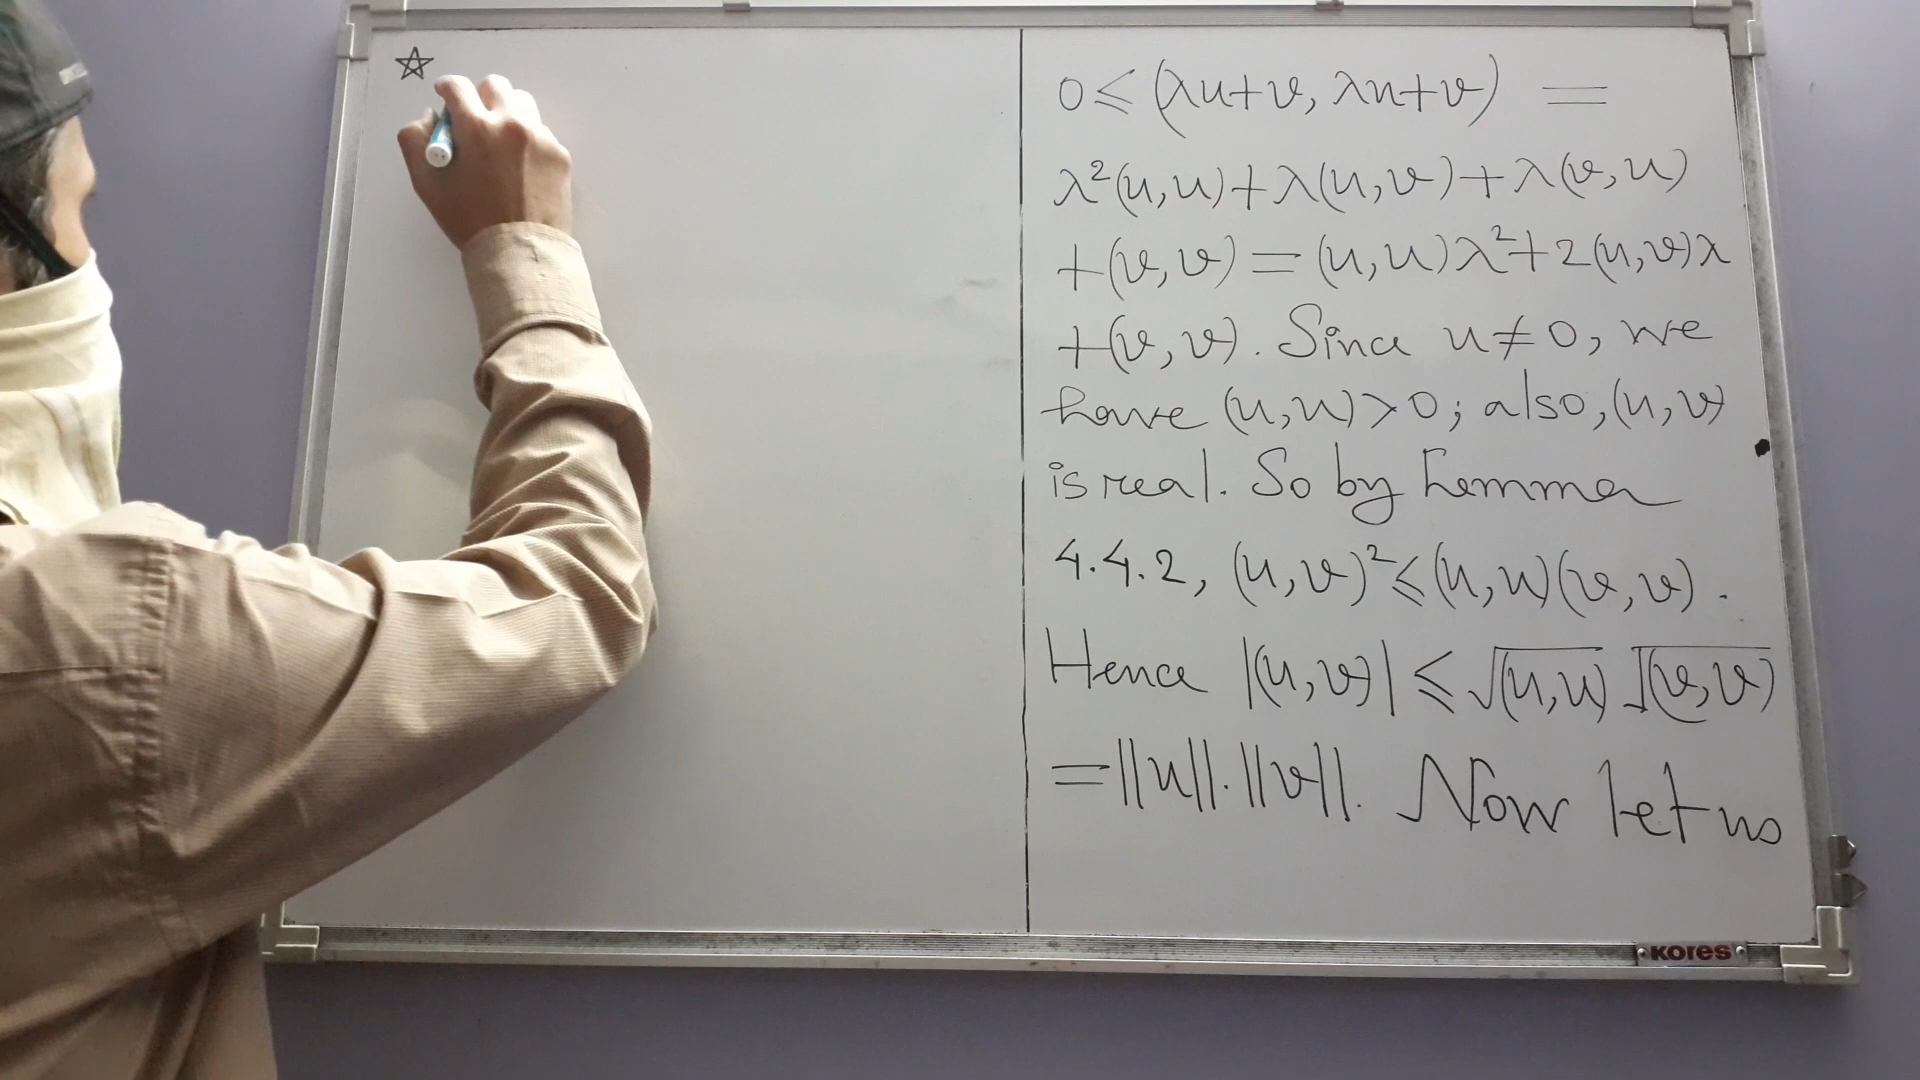 ☆
0 ≤ (λu+v, λu+v) =
λ²(u,u)+λ(u,v)+λ(v,u)
+(v,v)=(u,u)λ²+2(u,v)λ
+(v,v). Since u≠0, we
have (u,u)>0; also, (u,v)
is real. So by Lemma
4.4.2, (u,v)²≤(u,u)(v,v).
Hence |(u,v)| ≤ √(u,u) √(v,v)
=||u||.||v||. Now let us
KORES